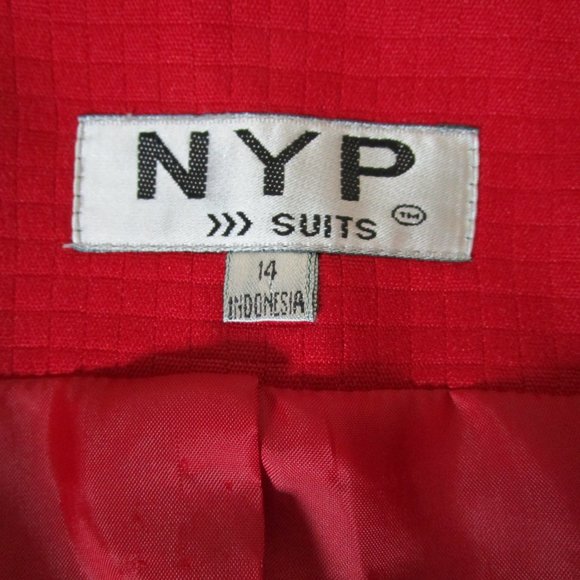 NYP
>>> SUITS TM
14
INDONESIA